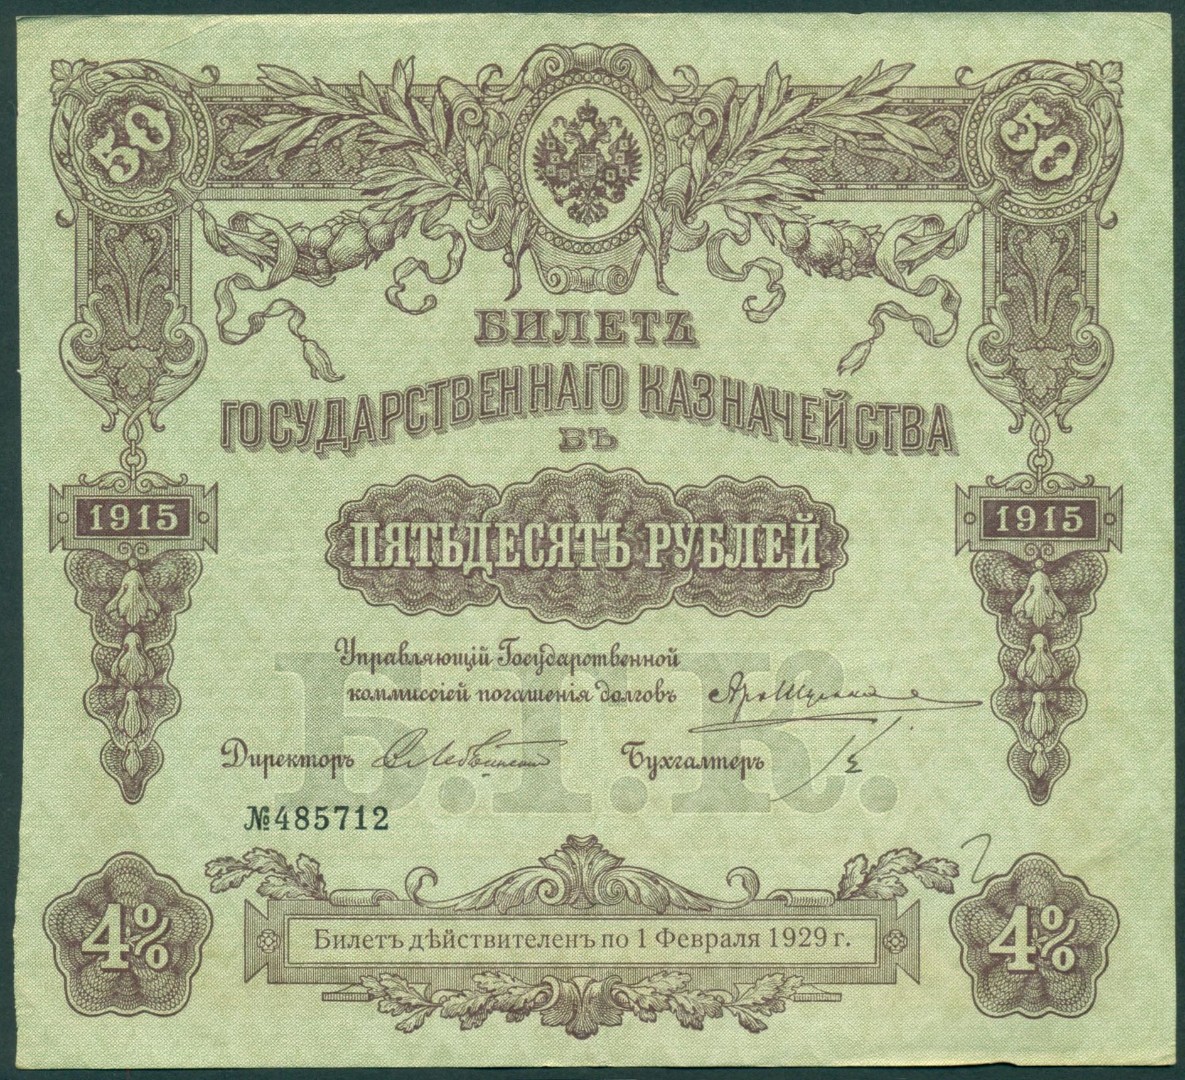 50 50
БИЛЕТЪ
ГОСУДАРСТВЕННАГО КАЗНАЧЕЙСТВА
ВЪ
1915 1915
ПЯТЬДЕСЯТЪ РУБЛЕЙ
Управляющій Государственной
коммиссіей погашенія долговъ
Б.Г.К.
Директоръ Бухгалтеръ
№485712
4% 4%
Билетъ дѣйствителенъ по 1 Февраля 1929 г.